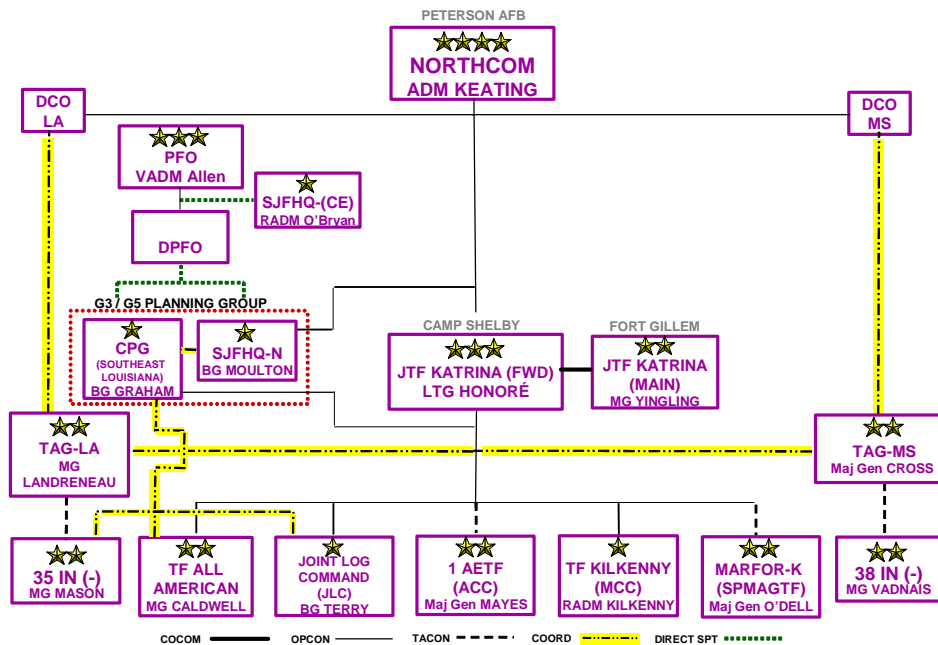 PETERSON AFB
NORTHCOM
ADM KEATING
DCO
LA
DCO
MS
PFO
VADM Allen
SJFHQ-(CE)
RADM O'Bryan
DPFO
G3 / G5 PLANNING GROUP
CPG
(SOUTHEAST
LOUISIANA)
BG GRAHAM
SJFHQ-N
BG MOULTON
CAMP SHELBY
JTF KATRINA (FWD)
LTG HONORÉ
FORT GILLEM
JTF KATRINA
(MAIN)
MG YINGLING
TAG-LA
MG
LANDRENEAU
TAG-MS
Maj Gen CROSS
35 IN (-)
MG MASON
TF ALL
AMERICAN
MG CALDWELL
JOINT LOG
COMMAND
(JLC)
BG TERRY
1 AETF
(ACC)
Maj Gen MAYES
TF KILKENNY
(MCC)
RADM KILKENNY
MARFOR-K
(SPMAGTF)
Maj Gen O'DELL
38 IN (-)
MG VADNAIS
COCOM OPCON TACON COORD DIRECT SPT